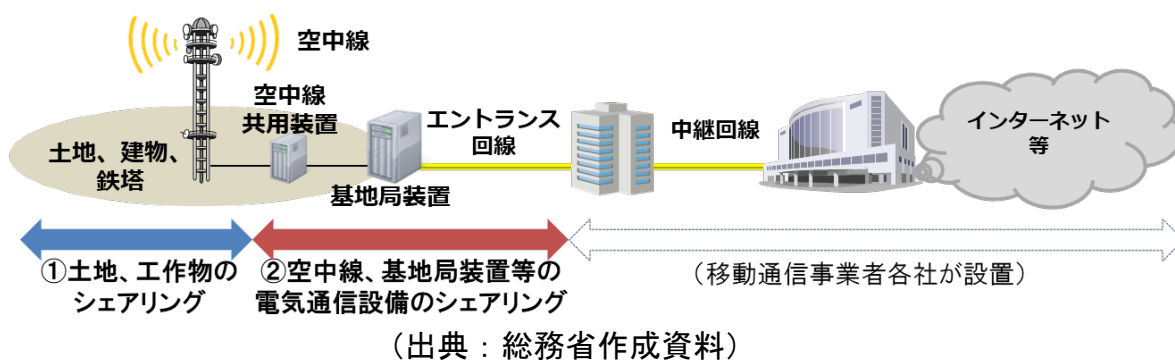 空中線
空中線
共用装置
エントランス
回線
中継回線
インターネット
等
土地、建物、
鉄塔
基地局装置
①土地、工作物の
シェアリング
②空中線、基地局装置等の
電気通信設備のシェアリング
（移動通信事業者各社が設置）
（出典：総務省作成資料）